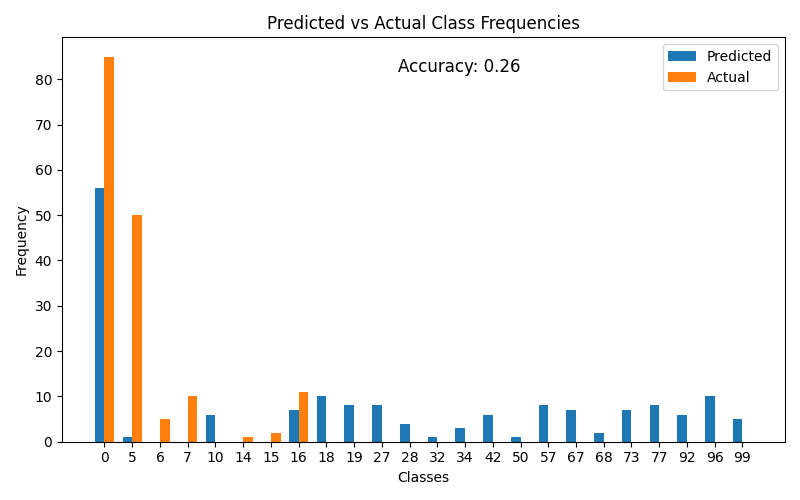 Predicted vs Actual Class Frequencies
Accuracy: 0.26
Predicted
Actual
Frequency
80
70
60
50
40
30
20
10
0
0 5 6 7 10 14 15 16 18 19 27 28 32 34 42 50 57 67 68 73 77 92 96 99
Classes